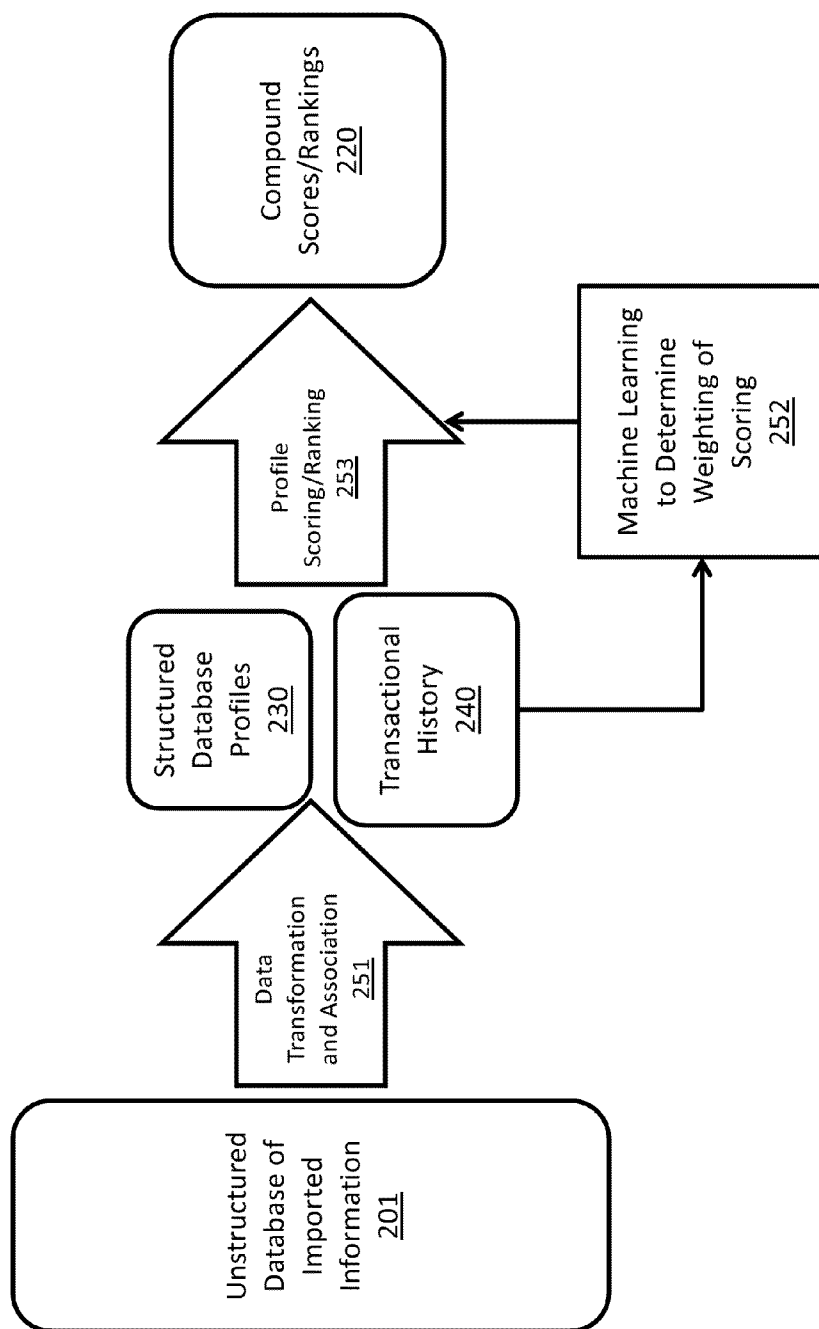 Unstructured
Database of
Imported
Information
201
Data
Transformation
and Association
251
Structured
Database
Profiles
230
Transactional
History
240
Profile
Scoring/Ranking
253
Machine Learning
to Determine
Weighting of
Scoring
252
Compound
Scores/Rankings
220